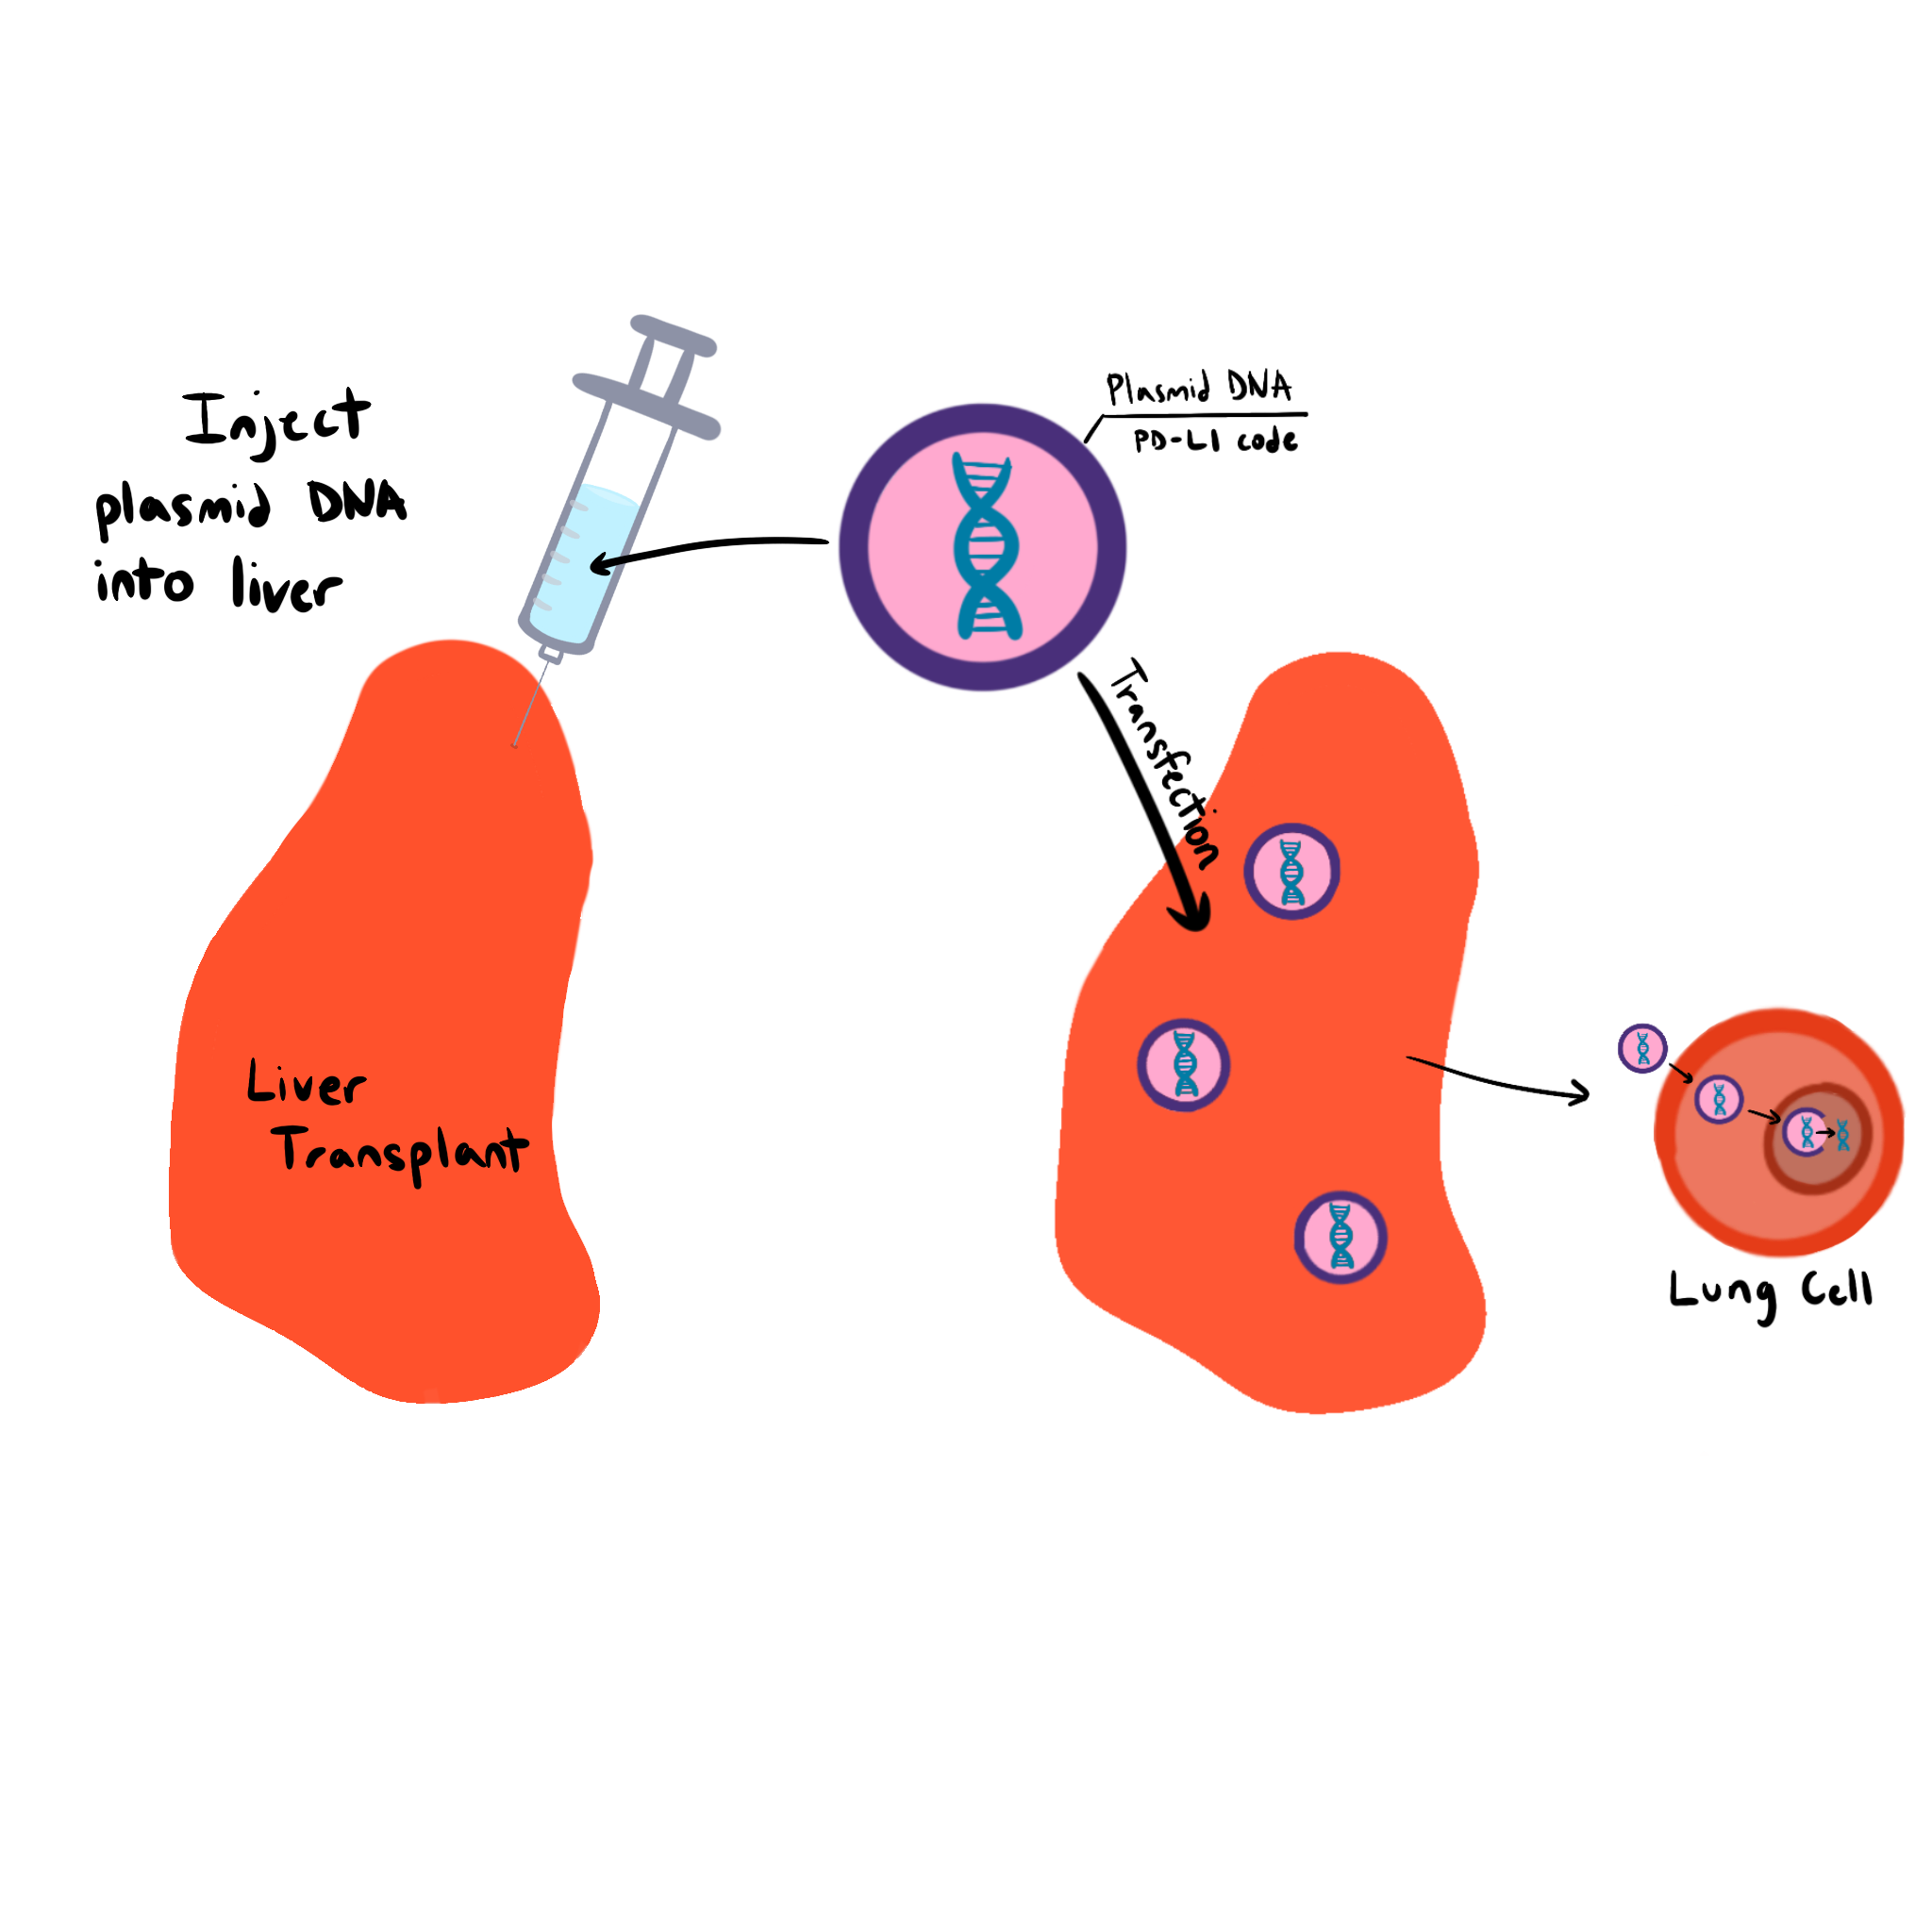 Inject
plasmid DNA
into liver
Plasmid DNA
PD-L1 code
Transfection
Liver
Transplant
Lung Cell